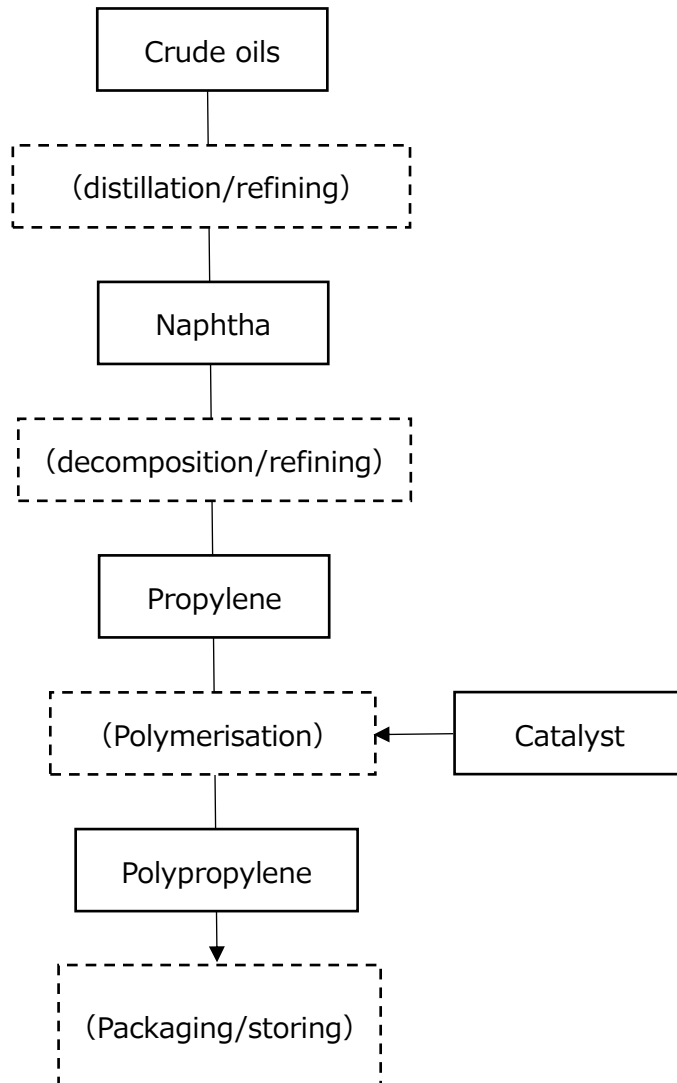 Crude oils
（distillation/refining）
Naphtha
（decomposition/refining）
Propylene
（Polymerisation）
Catalyst
Polypropylene
（Packaging/storing）